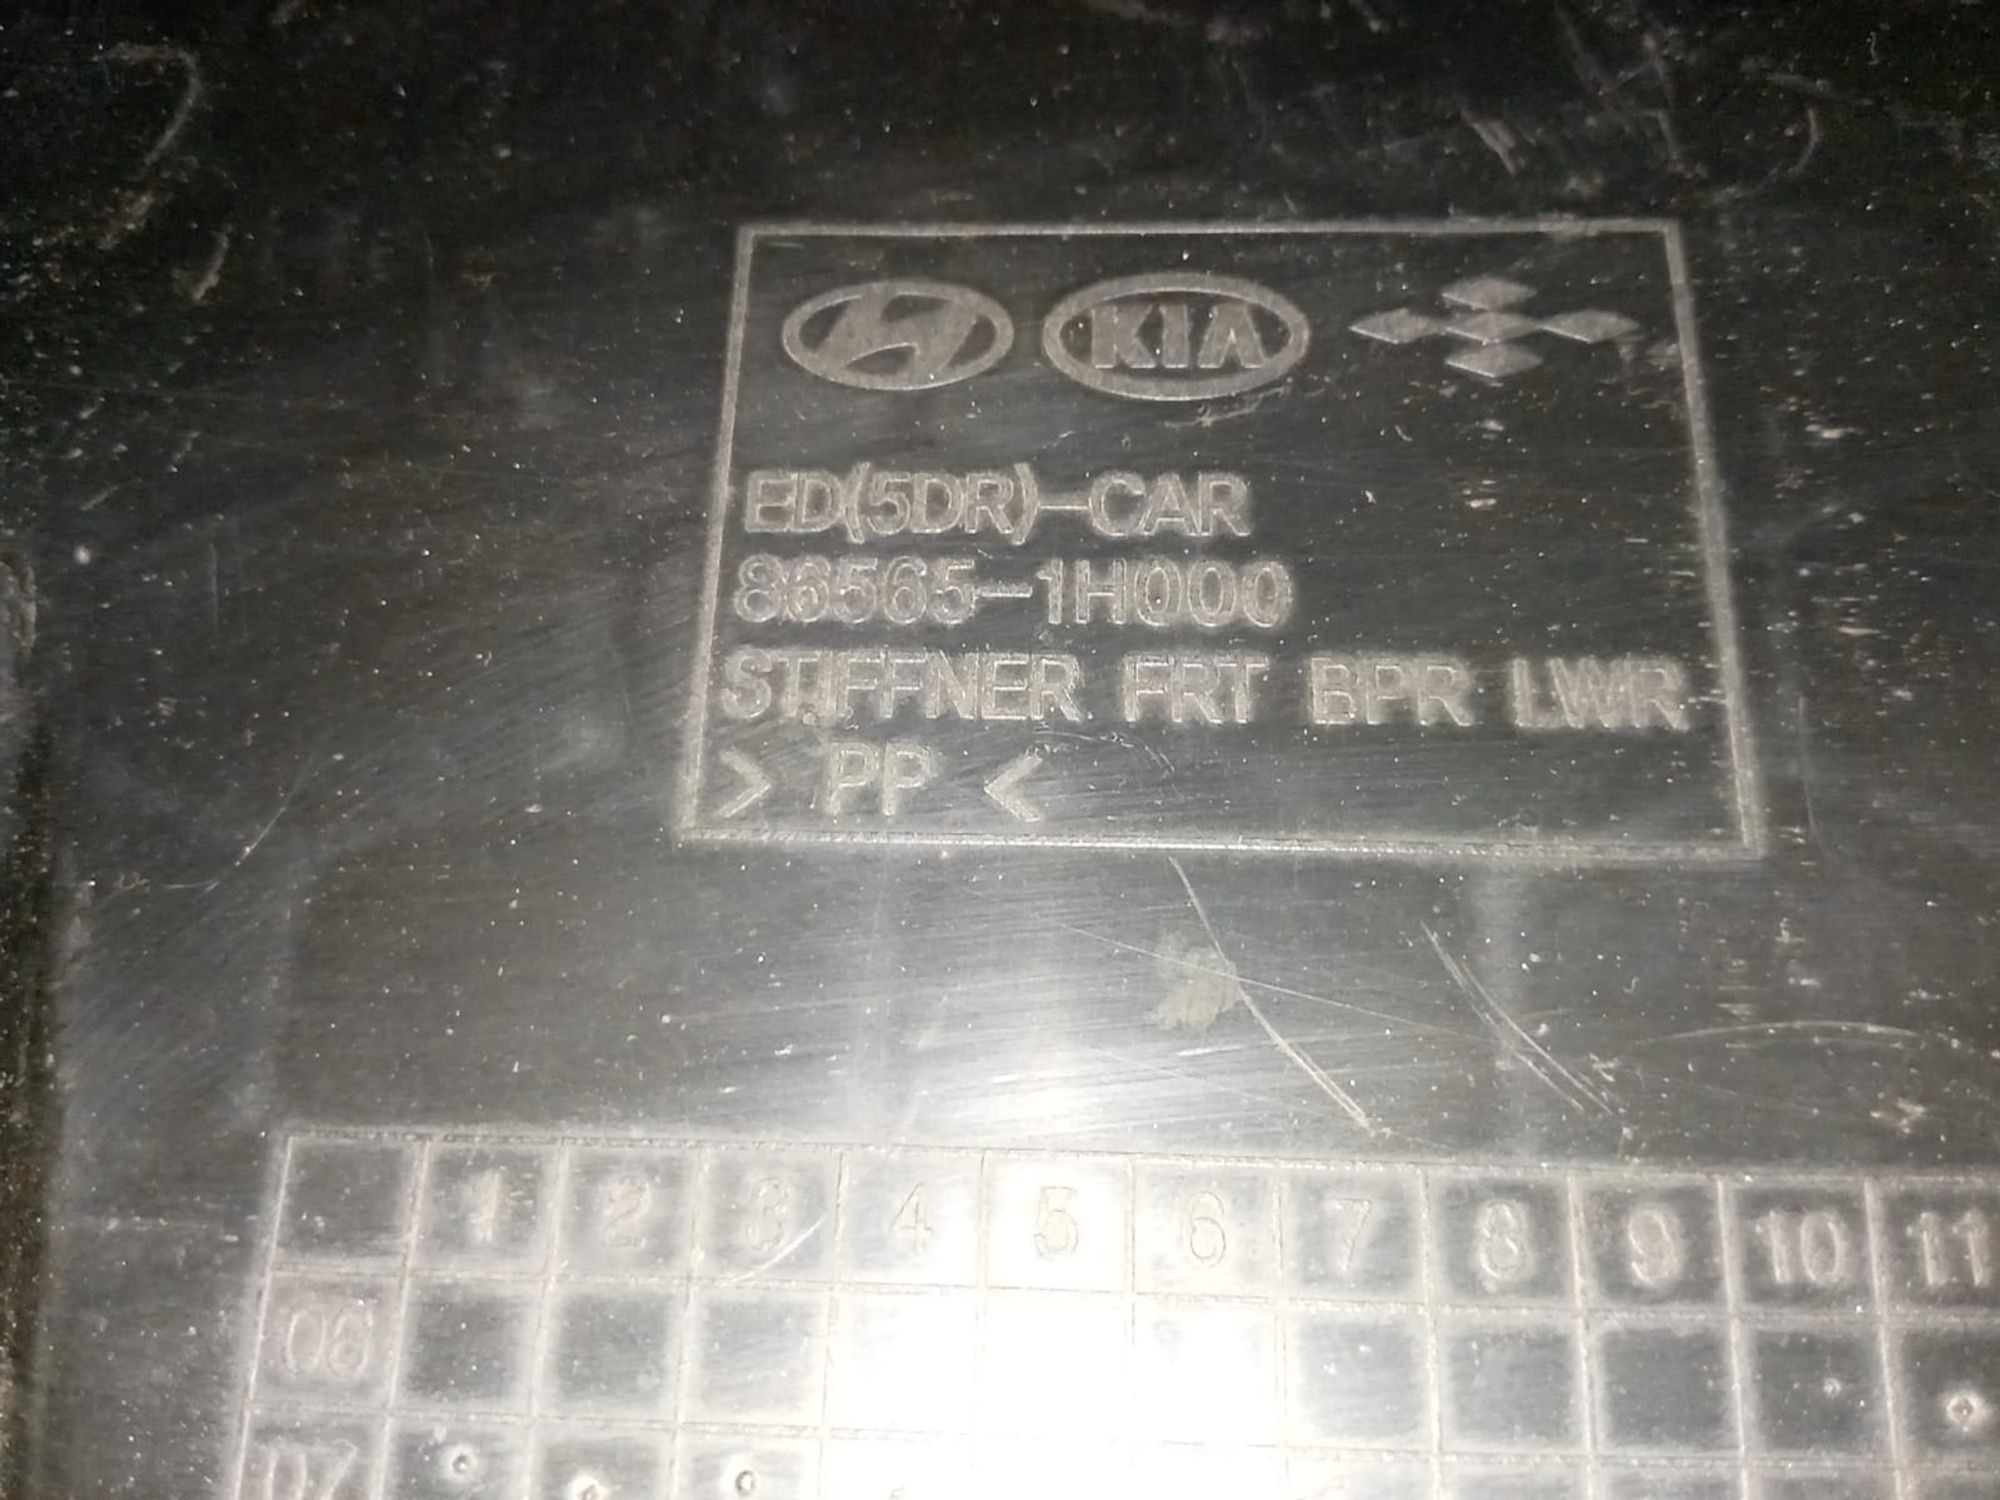 KIA
ED(5DR)-CAR
86565-1H000
STIFFNER FRT BPR LWR
> PP <
1 2 3 4 5 6 7 8 9 10 11
06
07